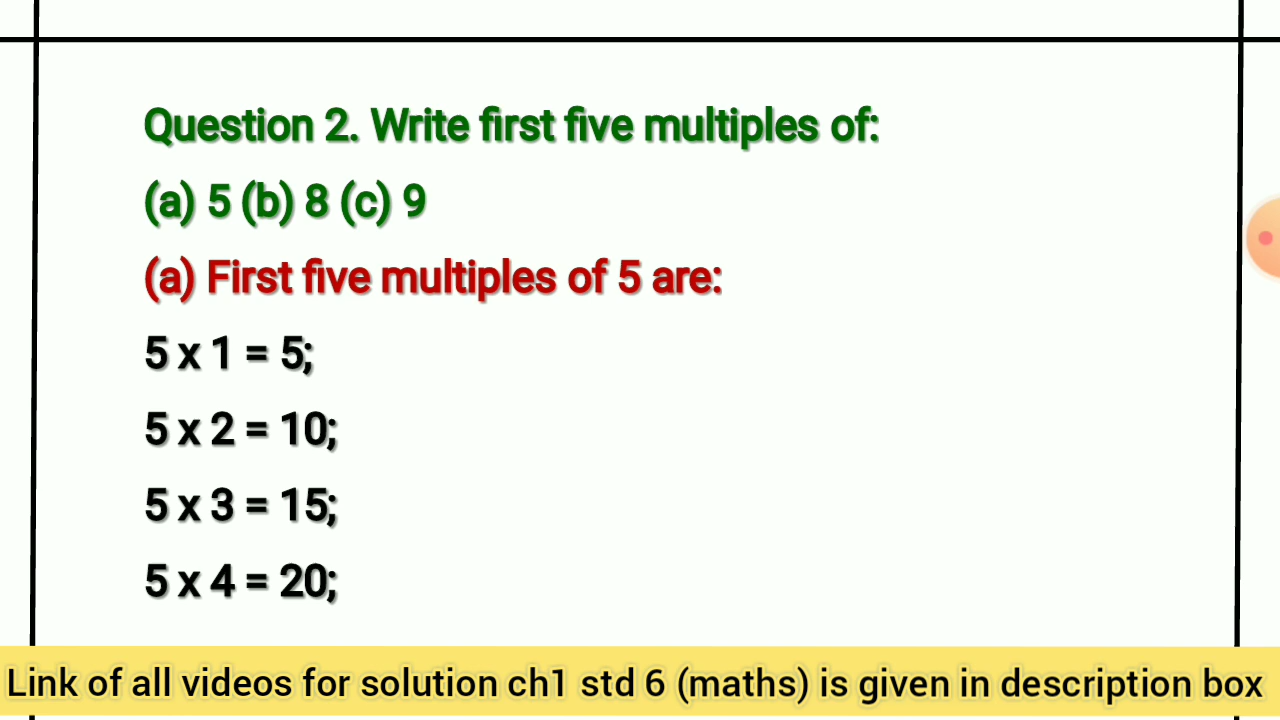 Question 2. Write first five multiples of:
(a) 5 (b) 8 (c) 9
(a) First five multiples of 5 are:
5 x 1 = 5;
5 x 2 = 10;
5 x 3 = 15;
5 x 4 = 20;
Link of all videos for solution ch1 std 6 (maths) is given in description box